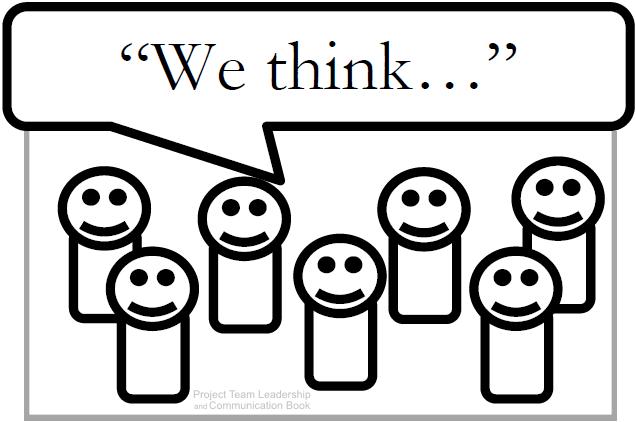 “We think…”
Project Team Leadership
and Communication Book